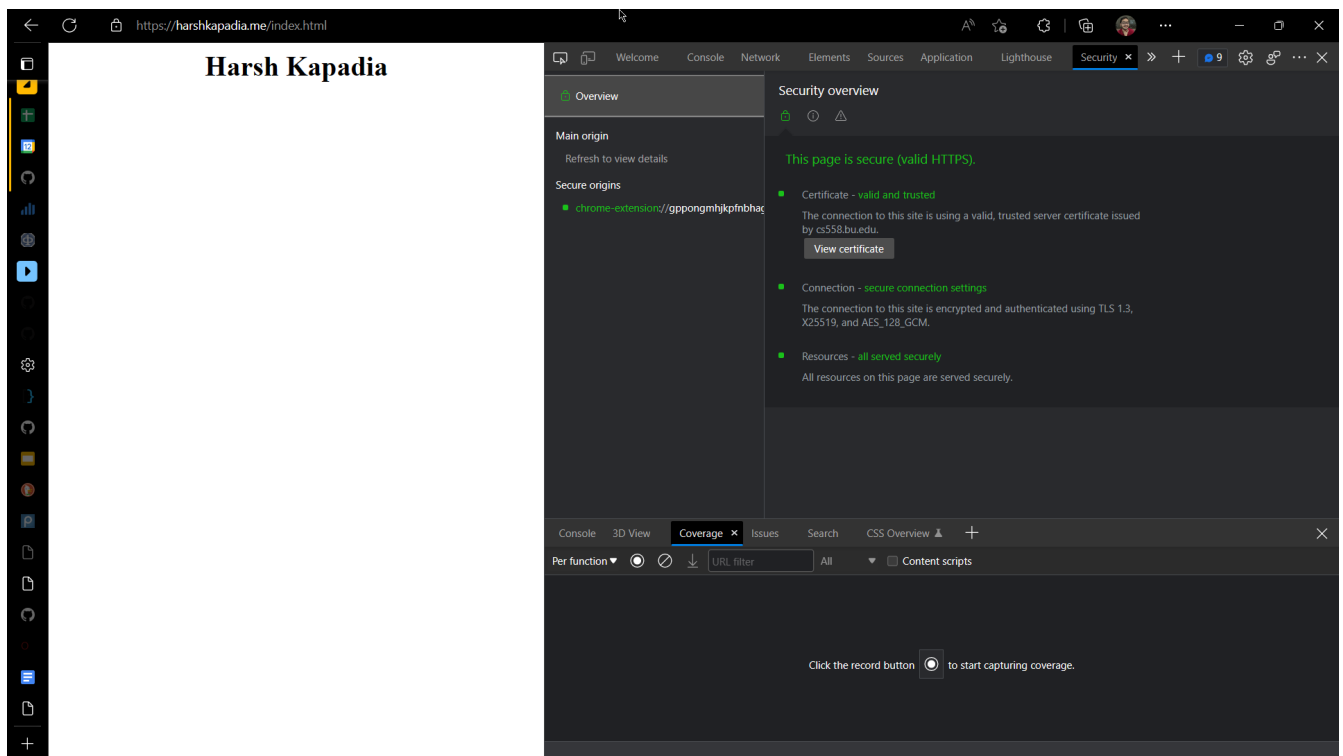 https://harshkapadia.me/index.html
Harsh Kapadia
Welcome Console Network Elements Sources Application Lighthouse Security 9
Overview
Main origin
Refresh to view details
Secure origins
chrome-extension://gppongmhjkpfnbhag
Security overview
This page is secure (valid HTTPS).
Certificate - valid and trusted
The connection to this site is using a valid, trusted server certificate issued
by cs558.bu.edu.
View certificate
Connection - secure connection settings
The connection to this site is encrypted and authenticated using TLS 1.3,
X25519, and AES_128_GCM.
Resources - all served securely
All resources on this page are served securely.
Console 3D View Coverage Issues Search CSS Overview
Per function URL filter All Content scripts
Click the record button to start capturing coverage.